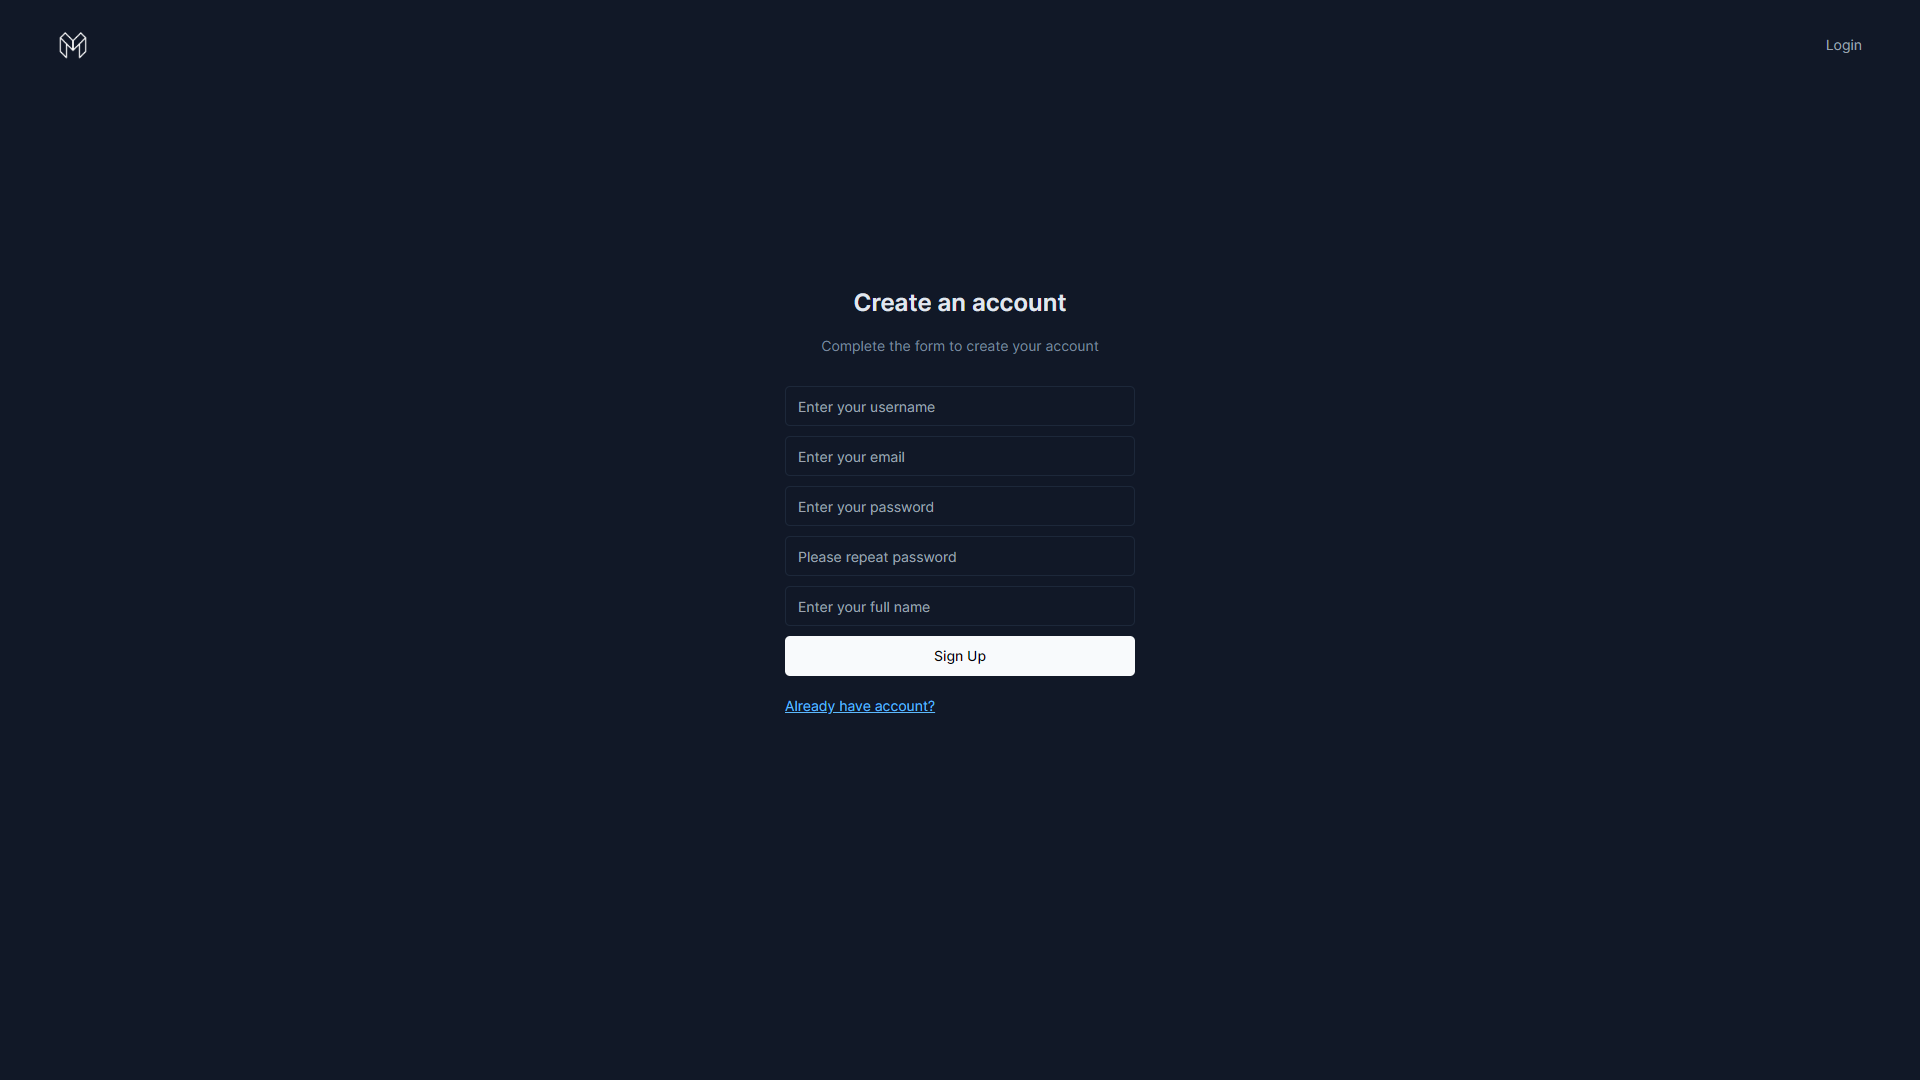 Login
Create an account
Complete the form to create your account
Enter your username
Enter your email
Enter your password
Please repeat password
Enter your full name
Sign Up
Already have account?